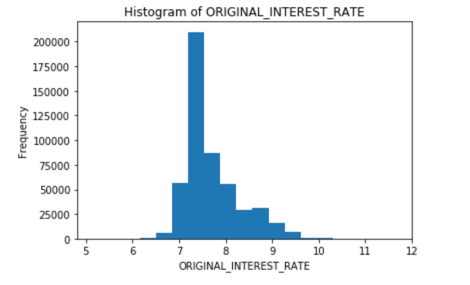 Histogram of ORIGINAL_INTEREST_RATE
200000
175000
150000
125000
100000
75000
50000
25000
0
Frequency
5 6 7 8 9 10 11 12
ORIGINAL_INTEREST_RATE